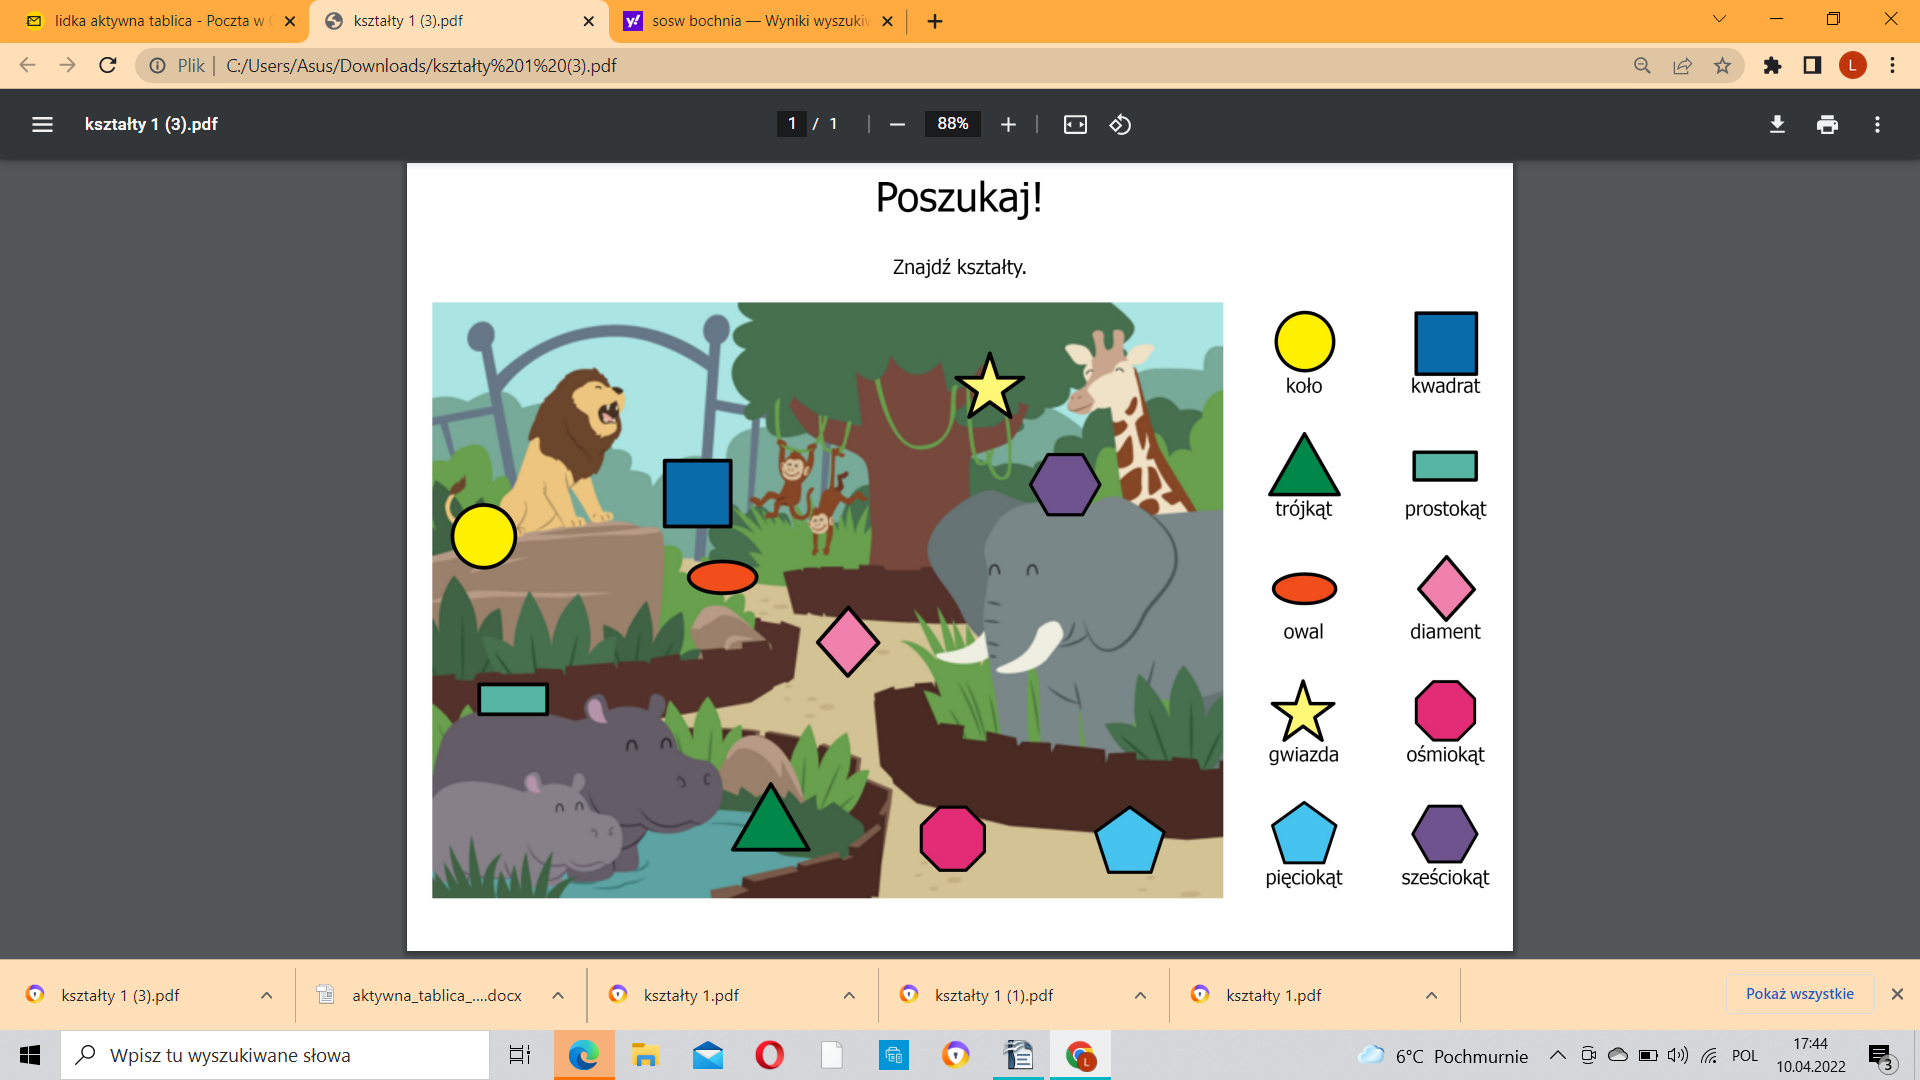 lidka aktywna tablica - Poczta w
kształty 1 (3).pdf
sosw bochnia — Wyniki wyszukiw
Plik
C:/Users/Asus/Downloads/kształty%201%20(3).pdf
L
kształty 1 (3).pdf
1 / 1
88%
Poszukaj!
Znajdź kształty.
koło
kwadrat
trójkąt
prostokąt
owal
diament
gwiazda
ośmiokąt
pięciokąt
sześciokąt
kształty 1 (3).pdf
aktywna_tablica_....docx
kształty 1.pdf
kształty 1 (1).pdf
kształty 1.pdf
Pokaż wszystkie
Wpisz tu wyszukiwane słowa
L
6°C Pochmurnie
POL
17:44
10.04.2022
3